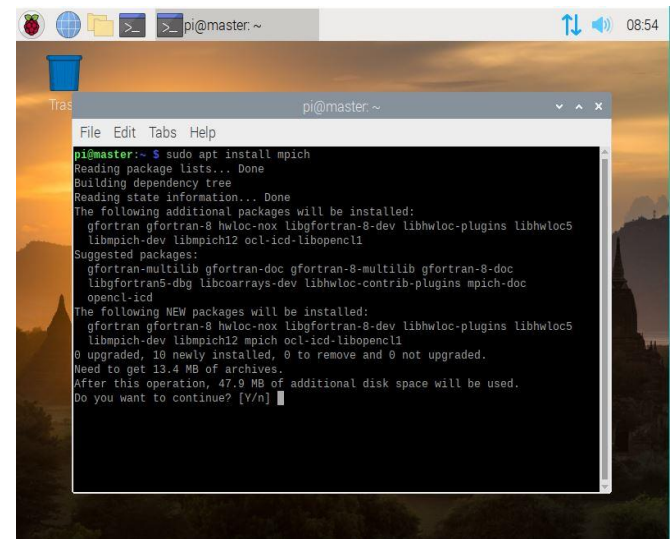 pi@master: ~
08:54
Tras
pi@master: ~
File Edit Tabs Help
pi@master:~ $ sudo apt install mpich
Reading package lists... Done
Building dependency tree
Reading state information... Done
The following additional packages will be installed:
gfortran gfortran-8 hwloc-nox libgfortran-8-dev libhwloc-plugins libhwloc5
libmpich-dev libmpich12 ocl-icd-libopencl1
Suggested packages:
gfortran-multilib gfortran-doc gfortran-8-multilib gfortran-8-doc
libgfortran5-dbg libcoarrays-dev libhwloc-contrib-plugins mpich-doc
opencl-icd
The following NEW packages will be installed:
gfortran gfortran-8 hwloc-nox libgfortran-8-dev libhwloc-plugins libhwloc5
libmpich-dev libmpich12 mpich ocl-icd-libopencl1
0 upgraded, 10 newly installed, 0 to remove and 0 not upgraded.
Need to get 13.4 MB of archives.
After this operation, 47.9 MB of additional disk space will be used.
Do you want to continue? [Y/n]